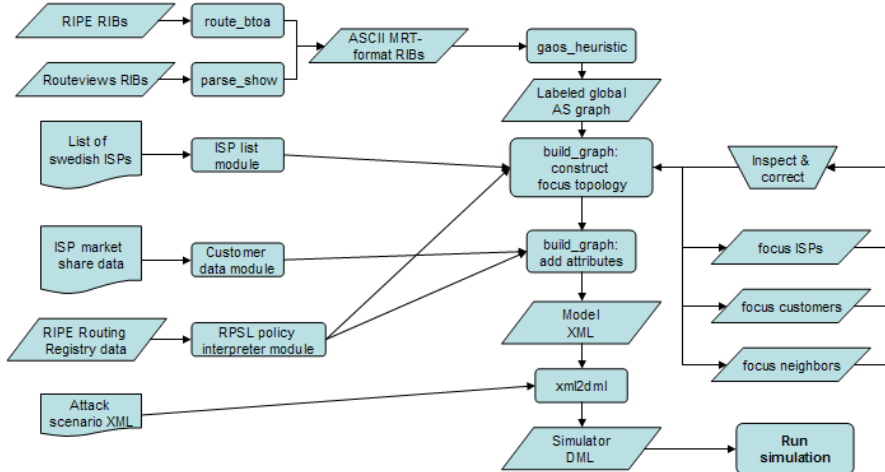 RIPE RIBs
route_btoa
ASCII MRT-
format RIBs
gaos_heuristic
Routeviews RIBs
parse_show
Labeled global
AS graph
List of
swedish ISPs
ISP list
module
build_graph:
construct
focus topology
Inspect &
correct
ISP market
share data
Customer
data module
build_graph:
add attributes
focus ISPs
focus customers
RIPE Routing
Registry data
RPSL policy
interpreter module
Model
XML
focus neighbors
Attack
scenario XML
xml2dml
Simulator
DML
Run
simulation